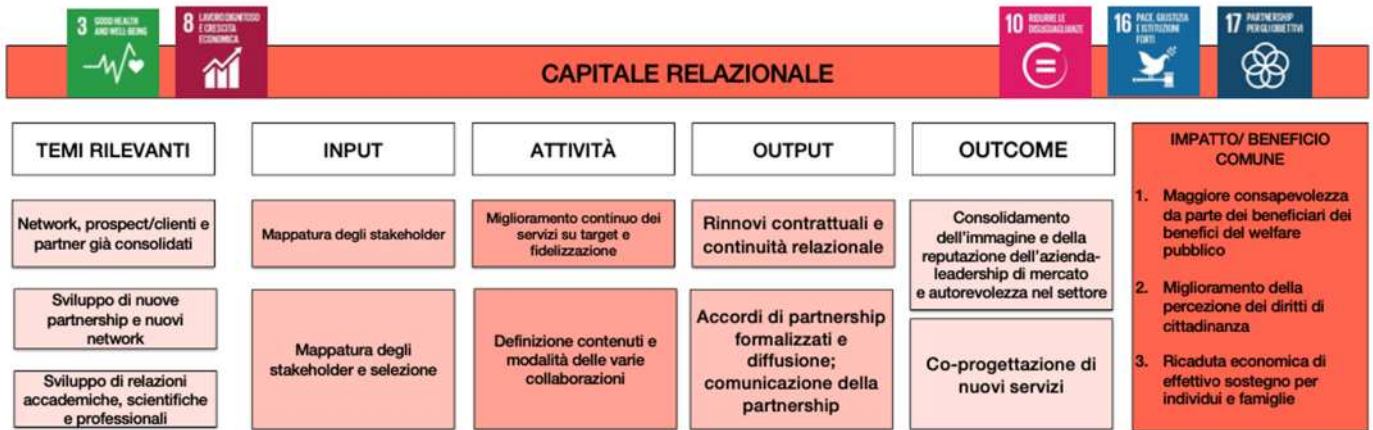 3 GOOD HEALTH
AND WELL-BEING
8 LAVORO DIGNITOSO
E CRESCITA
ECONOMICA
10 RIDURRE LE
DISUGUAGLIANZE
16 PACE, GIUSTIZIA
E ISTITUZIONI
FORTI
17 PARTNERSHIP
PER GLI OBIETTIVI
CAPITALE RELAZIONALE
TEMI RILEVANTI
Network, prospect/clienti e
partner già consolidati
Sviluppo di nuove
partnership e nuovi
network
Sviluppo di relazioni
accademiche, scientifiche
e professionali
INPUT
Mappatura degli stakeholder
Mappatura degli
stakeholder e selezione
ATTIVITÀ
Miglioramento continuo dei
servizi su target e
fidelizzazione
Definizione contenuti e
modalità delle varie
collaborazioni
OUTPUT
Rinnovi contrattuali e
continuità relazionale
Accordi di partnership
formalizzati e
diffusione;
comunicazione della
partnership
OUTCOME
Consolidamento
dell'immagine e della
reputazione dell'azienda-
leadership di mercato
e autorevolezza nel settore
Co-progettazione di
nuovi servizi
IMPATTO/ BENEFICIO
COMUNE
1. Maggiore consapevolezza
da parte dei beneficiari dei
benefici del welfare
pubblico
2. Miglioramento della
percezione dei diritti di
cittadinanza
3. Ricaduta economica di
effettivo sostegno per
individui e famiglie